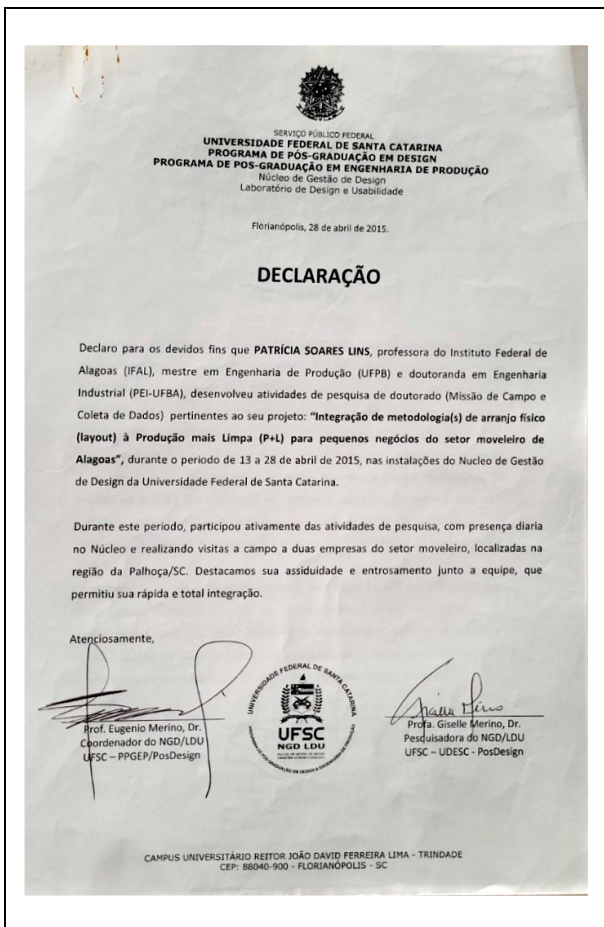 SERVIÇO PÚBLICO FEDERAL
UNIVERSIDADE FEDERAL DE SANTA CATARINA
PROGRAMA DE PÓS-GRADUAÇÃO EM DESIGN
PROGRAMA DE POS-GRADUAÇÃO EM ENGENHARIA DE PRODUÇÃO
Núcleo de Gestão de Design
Laboratório de Design e Usabilidade
Florianópolis, 28 de abril de 2015.
DECLARAÇÃO
Declaro para os devidos fins que PATRÍCIA SOARES LINS, professora do Instituto Federal de
Alagoas (IFAL), mestre em Engenharia de Produção (UFPB) e doutoranda em Engenharia
Industrial (PEI-UFBA), desenvolveu atividades de pesquisa de doutorado (Missão de Campo e
Coleta de Dados) pertinentes ao seu projeto: “Integração de metodologia(s) de arranjo físico
(layout) à Produção mais Limpa (P+L) para pequenos negócios do setor moveleiro de
Alagoas”, durante o periodo de 13 a 28 de abril de 2015, nas instalações do Nucleo de Gestão
de Design da Universidade Federal de Santa Catarina.
Durante este periodo, participou ativamente das atividades de pesquisa, com presença diaria
no Núcleo e realizando visitas a campo a duas empresas do setor moveleiro, localizadas na
região da Palhoça/SC. Destacamos sua assiduidade e entrosamento junto a equipe, que
permitiu sua rápida e total integração.
Atenciosamente,
Prof. Eugenio Merino, Dr.
Coordenador do NGD/LDU
UFSC – PPGEP/PosDesign
UNIVERSIDADE FEDERAL DE SANTA CATARINA
UFSC
NGD LDU
Profa. Giselle Merino, Dr.
Pesquisadora do NGD/LDU
UFSC – UDESC - PosDesign
CAMPUS UNIVERSITÁRIO REITOR JOÃO DAVID FERREIRA LIMA - TRINDADE
CEP: 88040-900 - FLORIANÓPOLIS - SC